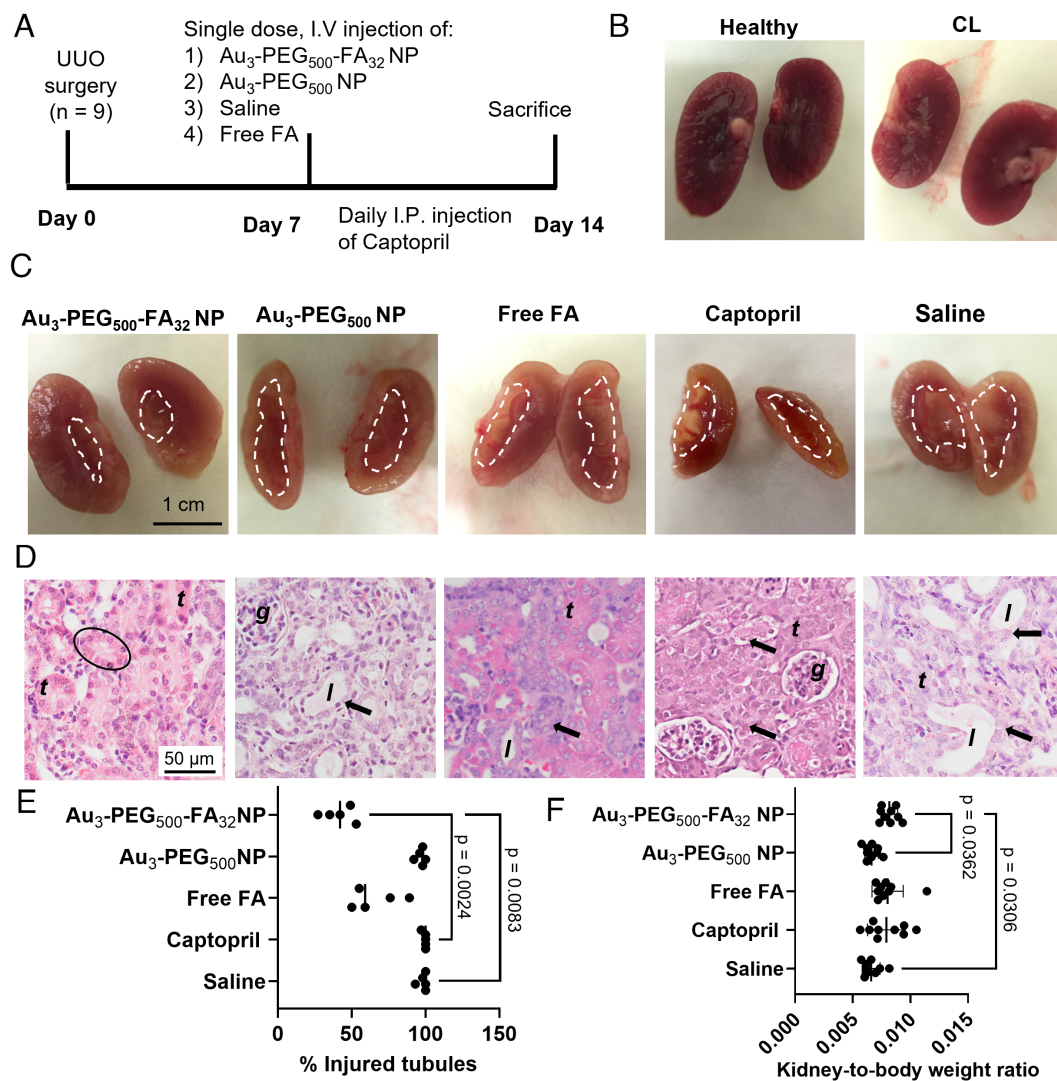 A
UUO
surgery
(n = 9)
Single dose, I.V injection of:
1) Au₃-PEG₅₀₀-FA₃₂ NP
2) Au₃-PEG₅₀₀ NP
3) Saline
4) Free FA
Sacrifice
Day 0
Day 7
Daily I.P. injection
of Captopril
Day 14
B
Healthy
CL
C
Au₃-PEG₅₀₀-FA₃₂ NP
Au₃-PEG₅₀₀ NP
Free FA
Captopril
Saline
1 cm
D
t
t
50 µm
g
l
t
l
t
g
l
t
l
E
Au₃-PEG₅₀₀-FA₃₂NP
Au₃-PEG₅₀₀NP
Free FA
Captopril
Saline
p = 0.0024
p = 0.0083
0
50
100
150
% Injured tubules
F
Au₃-PEG₅₀₀-FA₃₂ NP
Au₃-PEG₅₀₀ NP
Free FA
Captopril
Saline
p = 0.0362
p = 0.0306
0.000
0.005
0.010
0.015
Kidney-to-body weight ratio